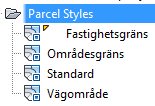 Parcel Styles
Fastighetsgräns
Områdesgräns
Standard
Vägområde